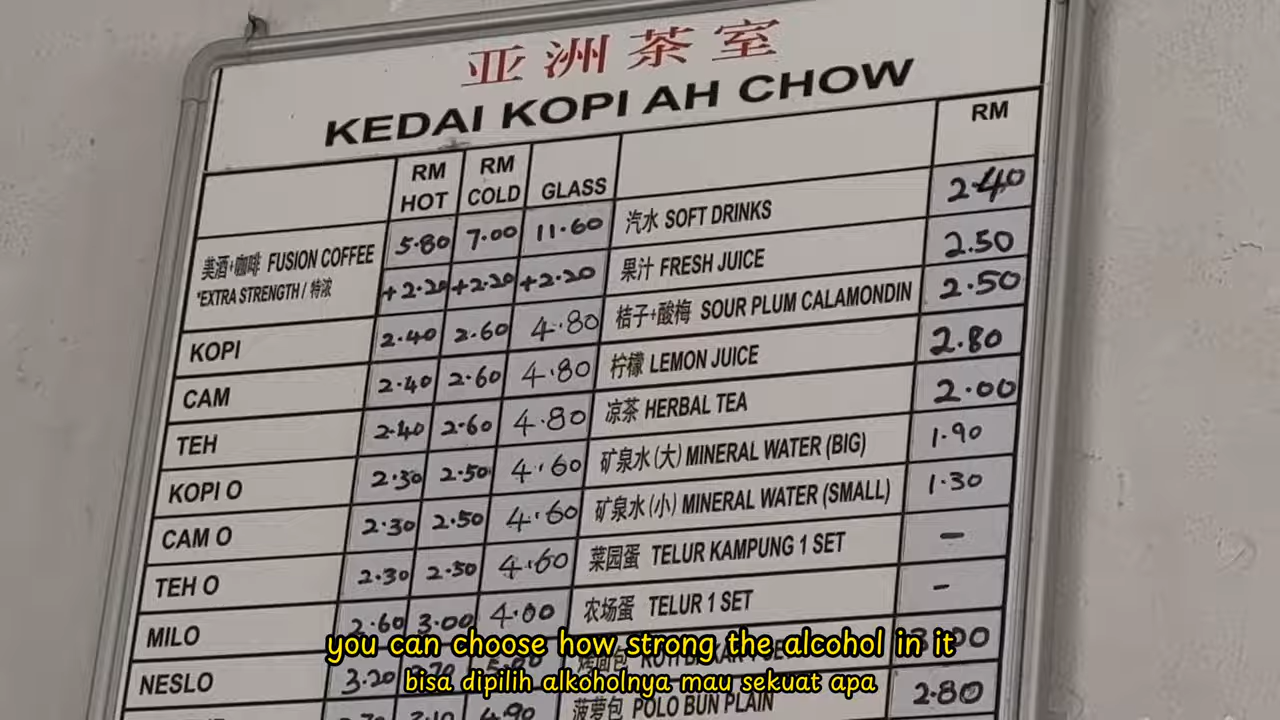 亚洲茶室
KEDAI KOPI AH CHOW
RM HOT RM COLD GLASS RM
美酒+咖啡 FUSION COFFEE 5.80 7.00 11.60
*EXTRA STRENGTH / 特浓 +2.20 +2.20 +2.20
KOPI 2.40 2.60 4.80
CAM 2.40 2.60 4.80
TEH 2.40 2.60 4.80
KOPI O 2.30 2.50 4.60
CAM O 2.30 2.50 4.60
TEH O 2.30 2.50 4.60
MILO 2.60 3.00
NESLO 3.20
汽水 SOFT DRINKS 2.40
果汁 FRESH JUICE 2.50
桔子+酸梅 SOUR PLUM CALAMONDIN 2.50
柠檬 LEMON JUICE 2.80
凉茶 HERBAL TEA 2.00
矿泉水(大) MINERAL WATER (BIG) 1.90
矿泉水(小) MINERAL WATER (SMALL) 1.30
菜园蛋 TELUR KAMPUNG 1 SET -
农场蛋 TELUR 1 SET -
菠萝包 POLO BUN PLAIN 2.80
you can choose how strong the alcohol in it
bisa dipilih alkoholnya mau sekuat apa